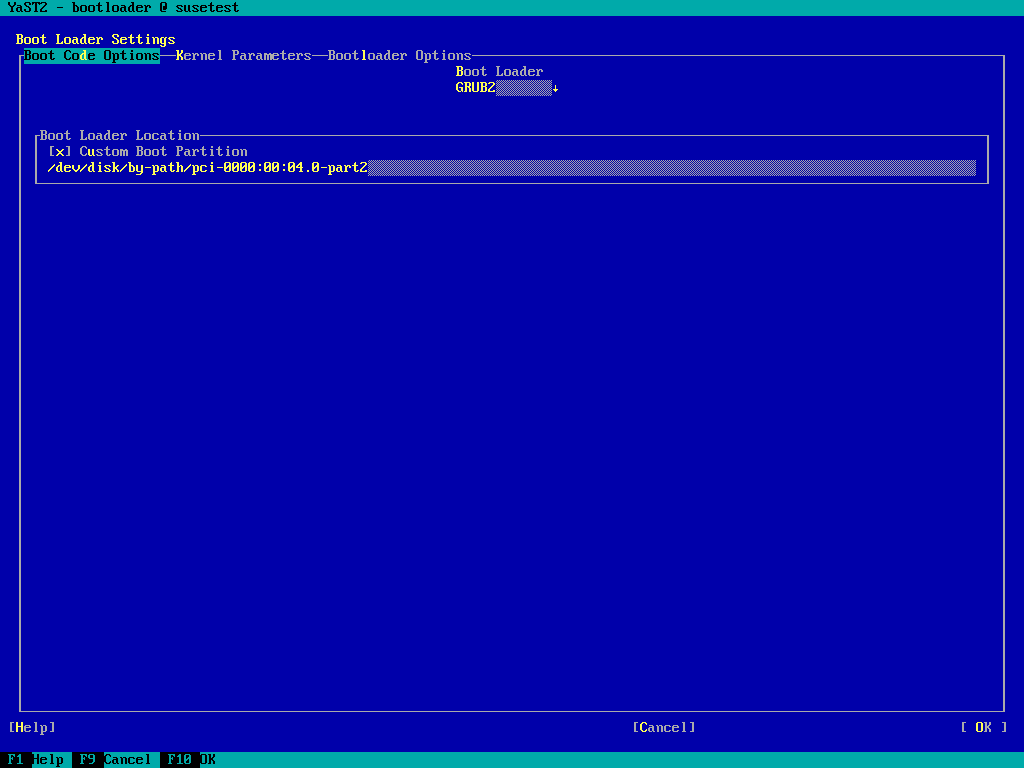 YaST2 - bootloader @ susetest
Boot Loader Settings
Boot Code Options Kernel Parameters Bootloader Options
Boot Loader
GRUB2 ↓
Boot Loader Location
[x] Custom Boot Partition
/dev/disk/by-path/pci-0000:00:04.0-part2
[Help] [Cancel] [ OK ]
F1 Help F9 Cancel F10 OK